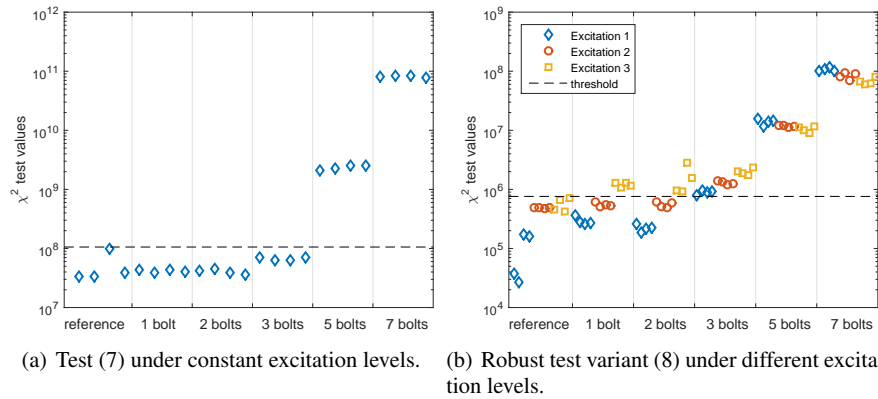 10^12
10^11
10^10
10^9
10^8
10^7
χ² test values
reference 1 bolt 2 bolts 3 bolts 5 bolts 7 bolts
(a) Test (7) under constant excitation levels.
10^9
10^8
10^7
10^6
10^5
10^4
χ² test values
Excitation 1
Excitation 2
Excitation 3
threshold
reference 1 bolt 2 bolts 3 bolts 5 bolts 7 bolts
(b) Robust test variant (8) under different excita
tion levels.